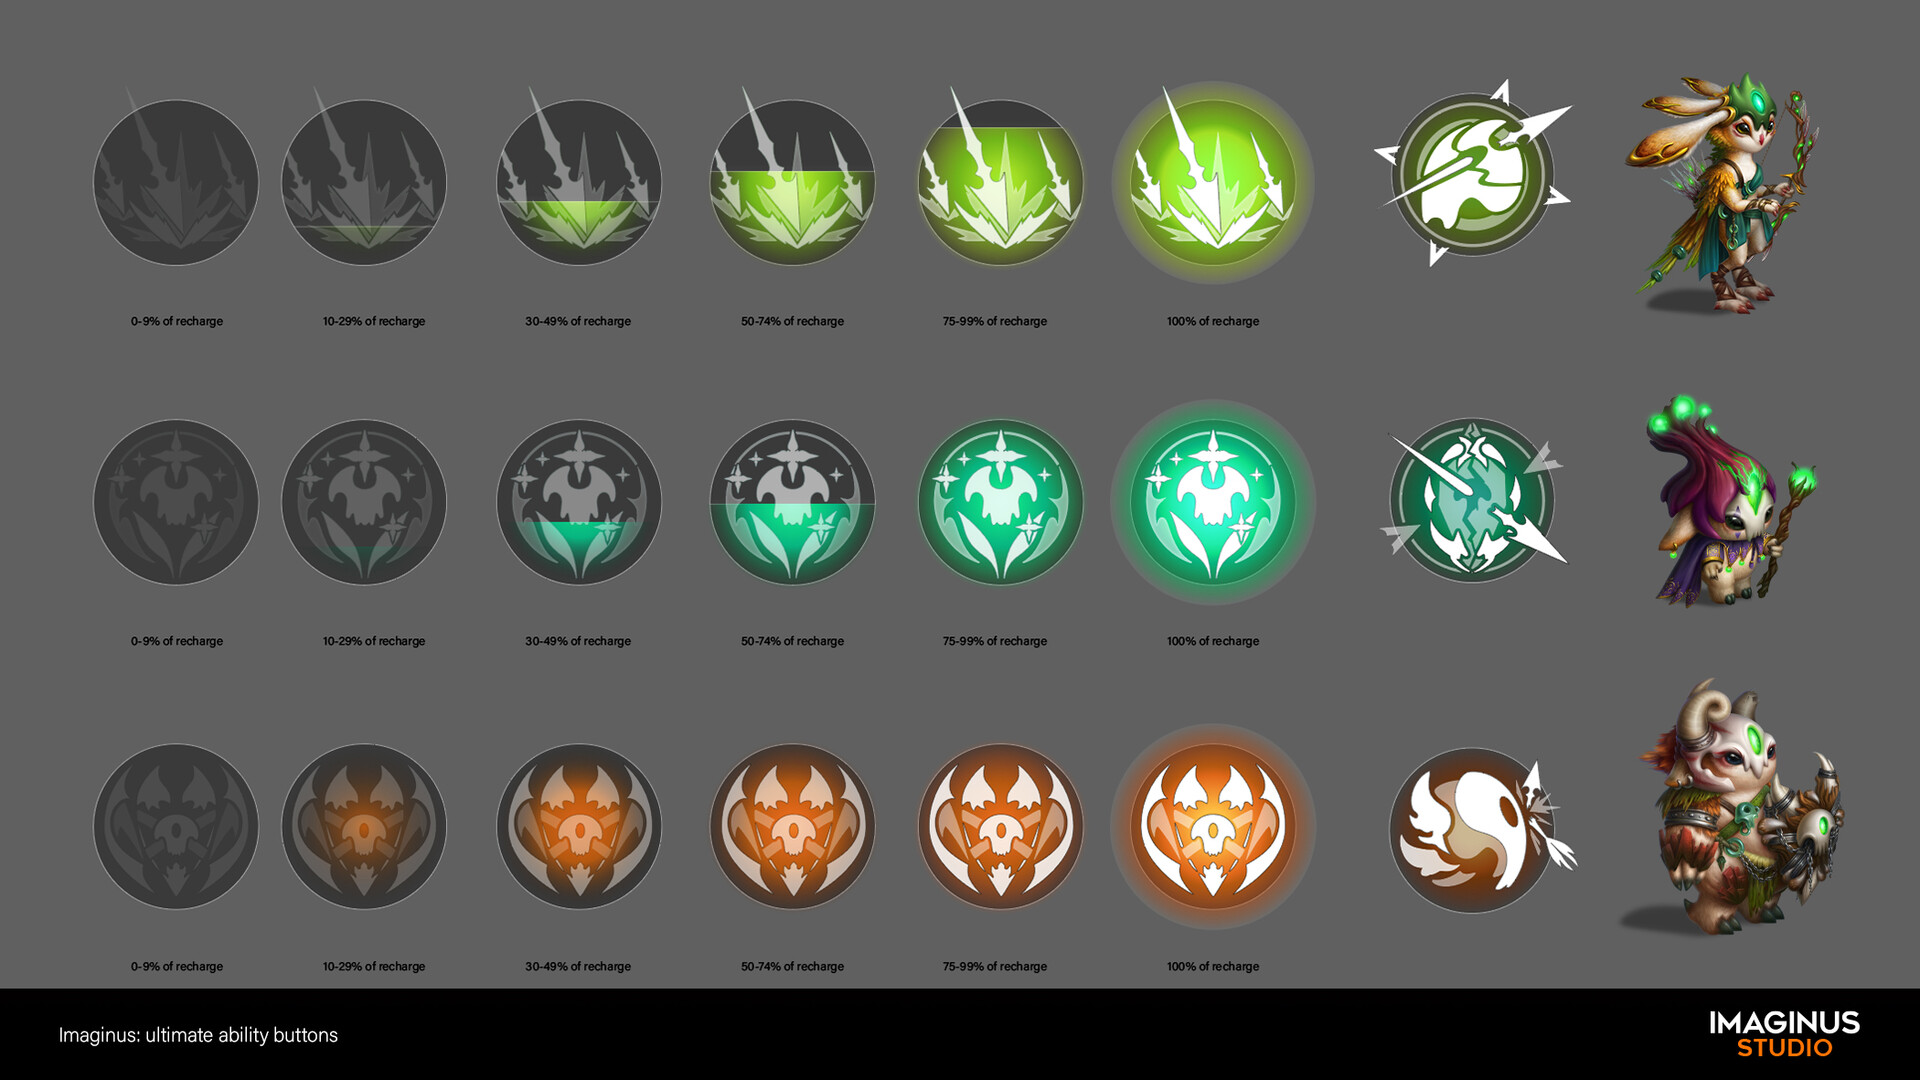 0-9% of recharge
10-29% of recharge
30-49% of recharge
50-74% of recharge
75-99% of recharge
100% of recharge
0-9% of recharge
10-29% of recharge
30-49% of recharge
50-74% of recharge
75-99% of recharge
100% of recharge
0-9% of recharge
10-29% of recharge
30-49% of recharge
50-74% of recharge
75-99% of recharge
100% of recharge
Imaginus: ultimate ability buttons
IMAGINUS
STUDIO